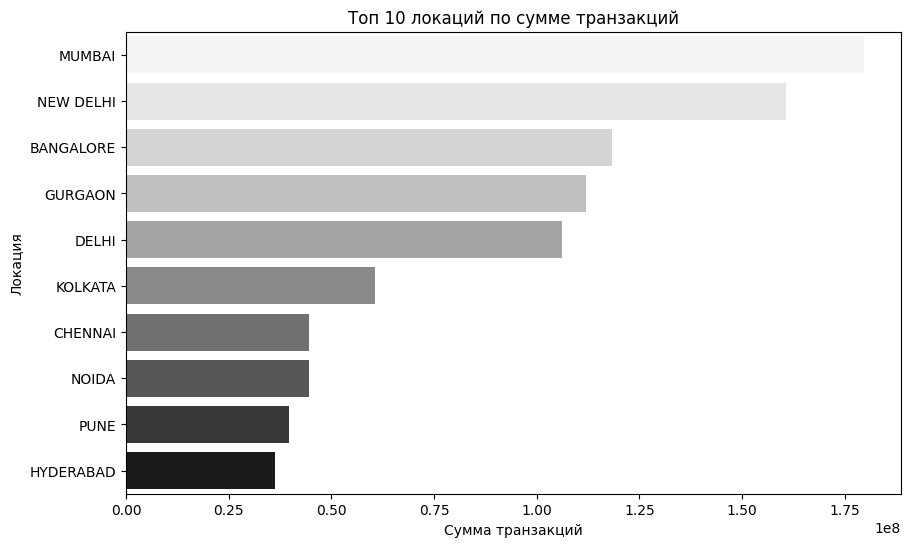 Топ 10 локаций по сумме транзакций
MUMBAI
NEW DELHI
BANGALORE
GURGAON
DELHI
KOLKATA
CHENNAI
NOIDA
PUNE
HYDERABAD
Локация
0.00 0.25 0.50 0.75 1.00 1.25 1.50 1.75
1e8
Сумма транзакций